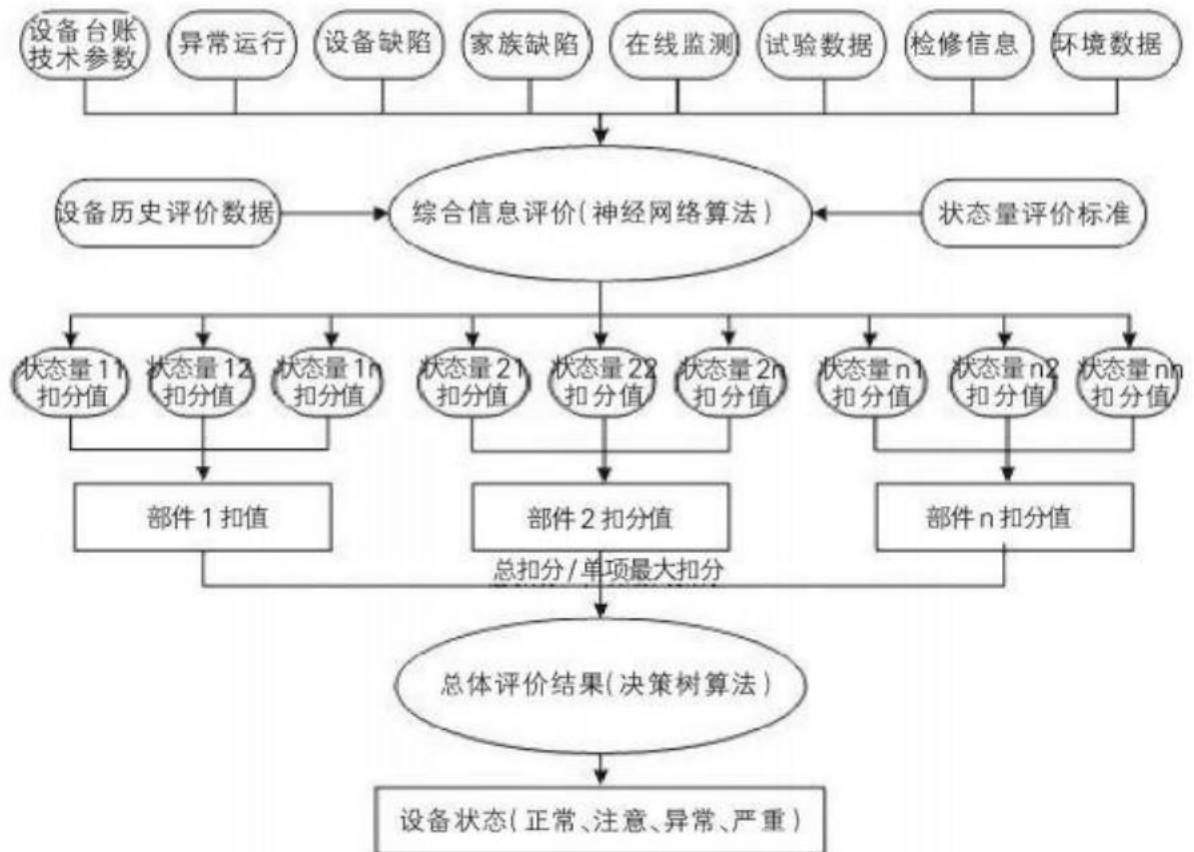 设备台账
技术参数
异常运行
设备缺陷
家族缺陷
在线监测
试验数据
检修信息
环境数据
设备历史评价数据
综合信息评价(神经网络算法)
状态量评价标准
状态量11
扣分值
状态量12
扣分值
状态量1n
扣分值
状态量21
扣分值
状态量22
扣分值
状态量2n
扣分值
状态量n1
扣分值
状态量n2
扣分值
状态量nn
扣分值
部件1扣值
部件2扣分值
部件n扣分值
总扣分/单项最大扣分
总体评价结果(决策树算法)
设备状态(正常、注意、异常、严重)